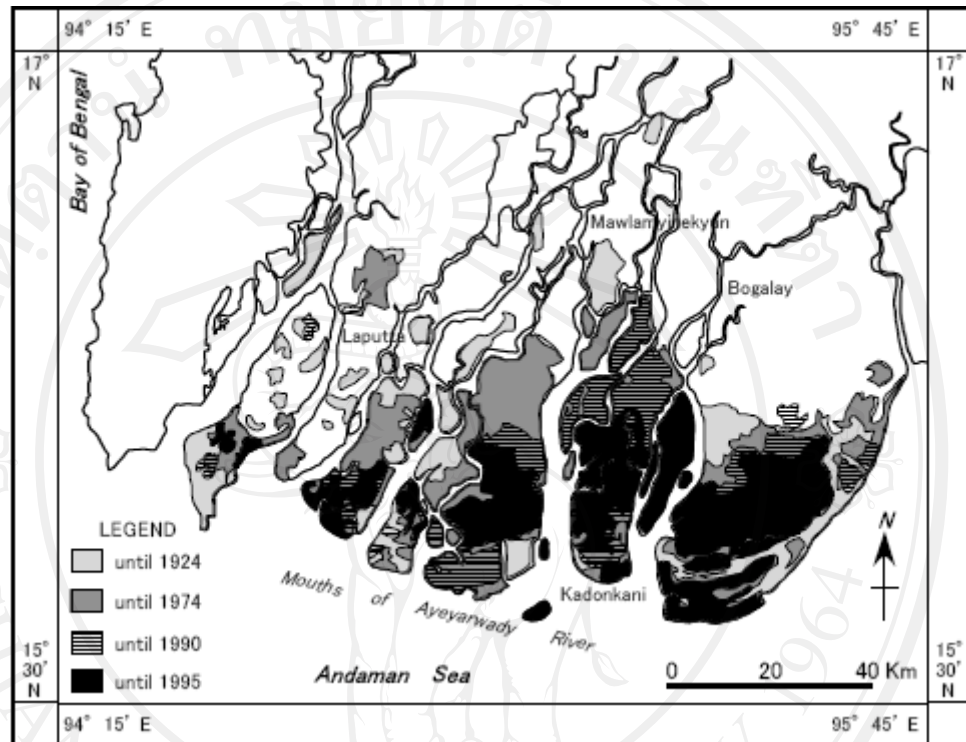 94° 15' E
95° 45' E
17°
N
17°
N
Bay of Bengal
Mawlamyinekyun
Bogalay
Laputta
LEGEND
until 1924
until 1974
until 1990
until 1995
Mouths of Ayeyarwady River
Kadonkani
N
Andaman Sea
0 20 40 Km
15°
30'
N
15°
30'
N
94° 15' E
95° 45' E
1964